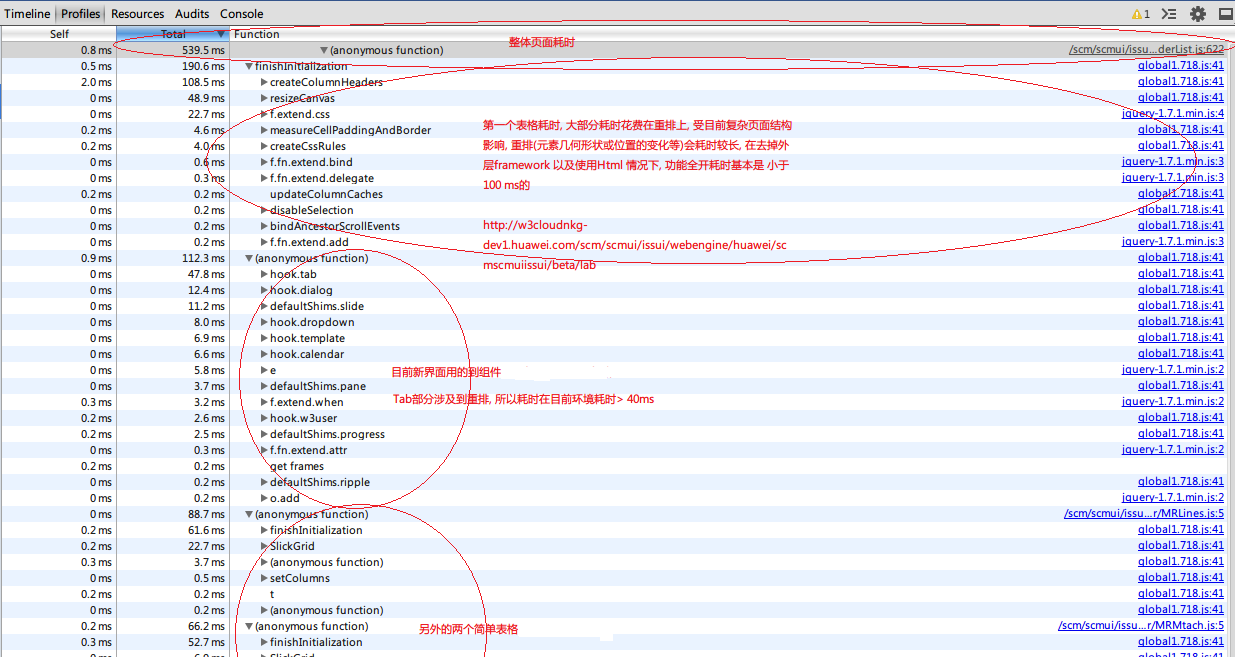 Timeline Profiles Resources Audits Console 1
Self Total Function
0.8 ms 539.5 ms (anonymous function) 整体页面耗时 /scm/scmui/issu...derList.js:622
0.5 ms 190.6 ms finishInitialization global1.718.js:41
2.0 ms 108.5 ms createColumnHeaders global1.718.js:41
0 ms 48.9 ms resizeCanvas global1.718.js:41
0 ms 22.7 ms f.extend.css jquery-1.7.1.min.js:4
0.2 ms 4.6 ms measureCellPaddingAndBorder global1.718.js:41
0.2 ms 4.0 ms createCssRules global1.718.js:41
0 ms 0.6 ms f.fn.extend.bind jquery-1.7.1.min.js:3
0 ms 0.3 ms f.fn.extend.delegate jquery-1.7.1.min.js:3
0.2 ms 0.2 ms updateColumnCaches global1.718.js:41
0 ms 0.2 ms disableSelection global1.718.js:41
0 ms 0.2 ms bindAncestorScrollEvents global1.718.js:41
0 ms 0.2 ms f.fn.extend.add jquery-1.7.1.min.js:3
第一个表格耗时, 大部分耗时花费在重排上, 受目前复杂页面结构
影响, 重排(元素几何形状或位置的变化等)会耗时较长, 在去掉外
层framework 以及使用Html 情况下, 功能全开耗时基本是 小于
100 ms的
http://w3cloudnkg-
dev1.huawei.com/scm/scmui/issui/webengine/huawei/sc
mscmuiissui/beta/lab
0.9 ms 112.3 ms (anonymous function) global1.718.js:41
0 ms 47.8 ms hook.tab global1.718.js:41
0 ms 12.4 ms hook.dialog global1.718.js:41
0 ms 11.2 ms defaultShims.slide global1.718.js:41
0 ms 8.0 ms hook.dropdown global1.718.js:41
0 ms 6.9 ms hook.template global1.718.js:41
0 ms 6.6 ms hook.calendar global1.718.js:41
0 ms 5.8 ms e jquery-1.7.1.min.js:2
0 ms 3.7 ms defaultShims.pane global1.718.js:41
0.3 ms 3.2 ms f.extend.when jquery-1.7.1.min.js:2
0.2 ms 2.6 ms hook.w3user global1.718.js:41
0.2 ms 2.5 ms defaultShims.progress global1.718.js:41
0 ms 0.3 ms f.fn.extend.attr jquery-1.7.1.min.js:2
0.2 ms 0.2 ms get frames
0 ms 0.2 ms defaultShims.ripple global1.718.js:41
0 ms 0.2 ms o.add jquery-1.7.1.min.js:2
目前新界面用的到组件
Tab部分涉及到重排, 所以耗时在目前环境耗时> 40ms
0 ms 88.7 ms (anonymous function) /scm/scmui/issu...r/MRLines.js:5
0.2 ms 61.6 ms finishInitialization global1.718.js:41
0.2 ms 22.7 ms SlickGrid global1.718.js:41
0.3 ms 3.7 ms (anonymous function) global1.718.js:41
0 ms 0.5 ms setColumns global1.718.js:41
0.2 ms 0.2 ms t global1.718.js:41
0 ms 0.2 ms (anonymous function) global1.718.js:41
0.2 ms 66.2 ms (anonymous function) 另外的两个简单表格 /scm/scmui/issu...r/MRMtach.js:5
0.3 ms 52.7 ms finishInitialization global1.718.js:41